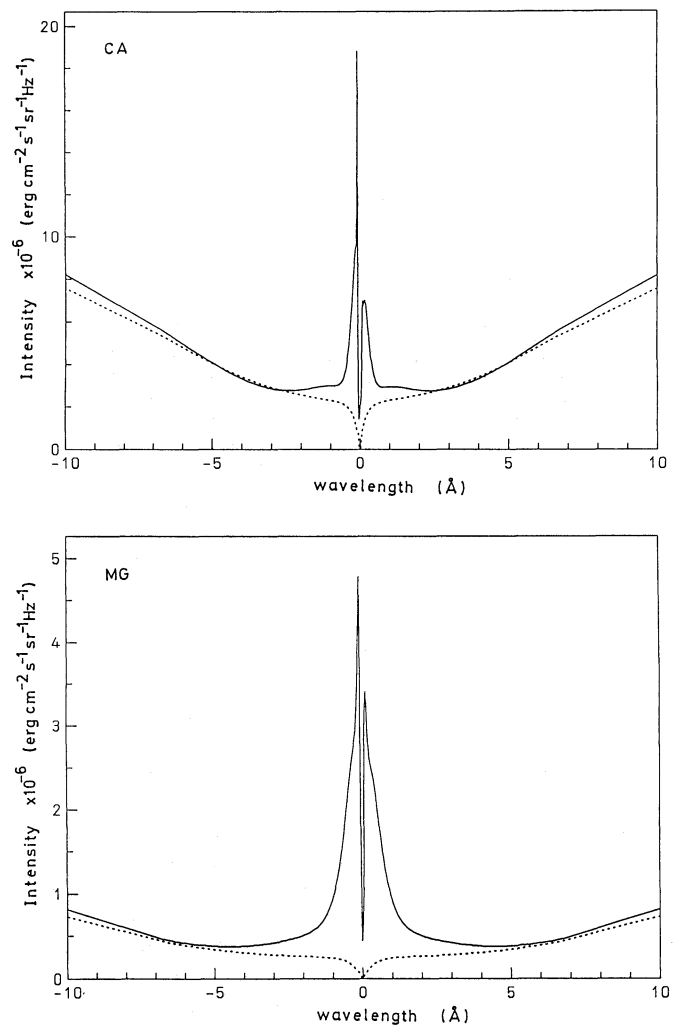 20
CA
10
0
Intensity x10⁻⁶ (erg cm⁻² s⁻¹ sr⁻¹ Hz⁻¹)
-10 -5 0 5 10
wavelength (Å)
5
MG
4
3
2
1
0
Intensity x10⁻⁶ (erg cm⁻² s⁻¹ sr⁻¹ Hz⁻¹)
-10 -5 0 5 10
wavelength (Å)